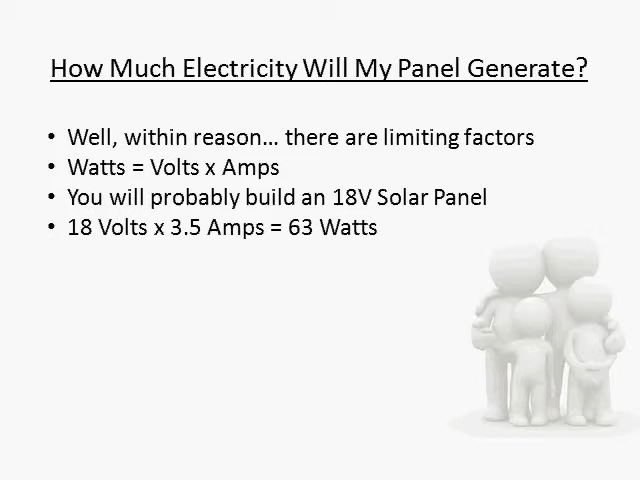 How Much Electricity Will My Panel Generate?
• Well, within reason… there are limiting factors
• Watts = Volts x Amps
• You will probably build an 18V Solar Panel
• 18 Volts x 3.5 Amps = 63 Watts